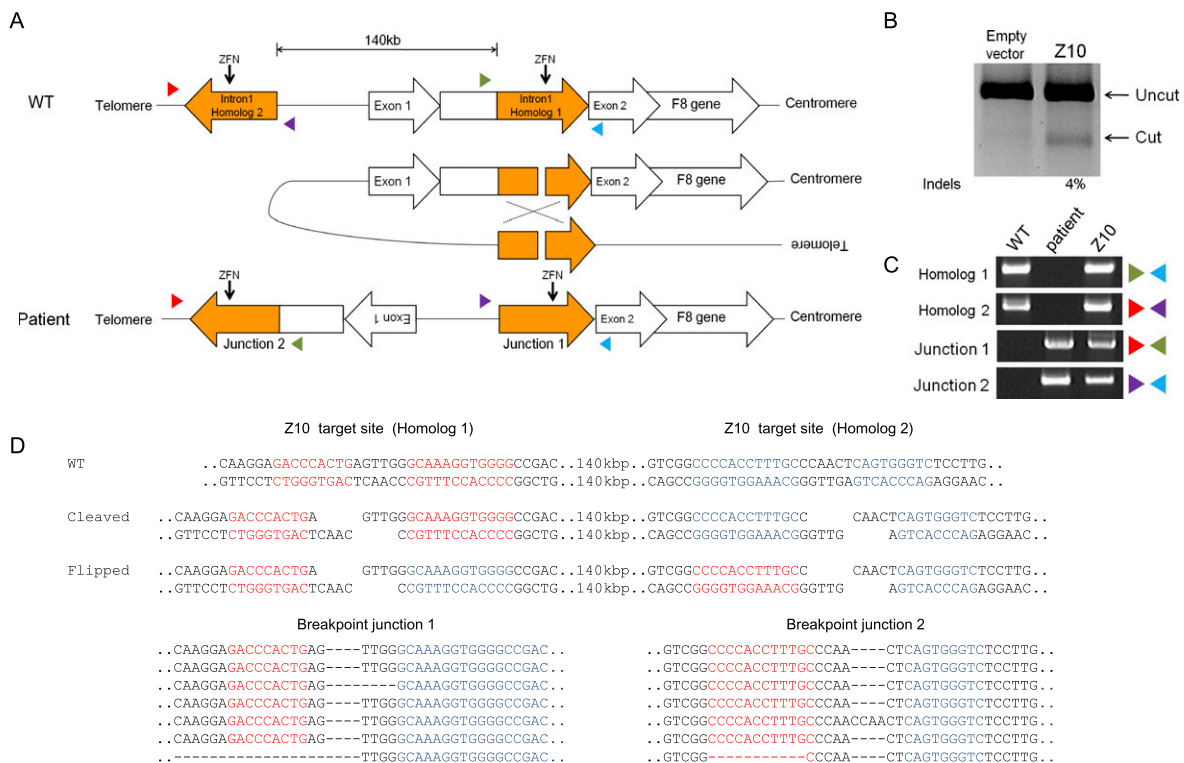 A
140kb
ZFN
ZFN
WT
Telomere
Intron1
Homolog 2
Exon 1
Intron1
Homolog 1
Exon 2
F8 gene
Centromere
Exon 1
Exon 2
F8 gene
Centromere
Telomere
ZFN
ZFN
Patient
Telomere
Exon 1
Exon 2
F8 gene
Centromere
Junction 2
Junction 1
B
Empty
vector
Z10
Uncut
Cut
Indels
4%
C
WT
patient
Z10
Homolog 1
Homolog 2
Junction 1
Junction 2
D
Z10 target site (Homolog 1)
Z10 target site (Homolog 2)
WT
..CAAGGAGACCCACTGAGTTGGGCAAAGGTGGGGCCGAC..140kbp..GTCGGCCCCACCTTTGCCCAACTCAGTGGGTCTCCTTG..
..GTTCCTCTGGGTGACTCAACCCGTTTCCACCCCGGCTG..140kbp..CAGCCGGGGTGGAAACGGGTTGAGTCACCCAGAGGAAC..
Cleaved
..CAAGGAGACCCACTGA GTTGGGCAAAGGTGGGGCCGAC..140kbp..GTCGGCCCCACCTTTGCC CAACTCAGTGGGTCTCCTTG..
..GTTCCTCTGGGTGACTCAAC CCGTTTCCACCCCGGCTG..140kbp..CAGCCGGGGTGGAAACGGGTTG AGTCACCCAGAGGAAC..
Flipped
..CAAGGAGACCCACTGA GTTGGGCAAAGGTGGGGCCGAC..140kbp..GTCGGCCCCACCTTTGCC CAACTCAGTGGGTCTCCTTG..
..GTTCCTCTGGGTGACTCAAC CCGTTTCCACCCCGGCTG..140kbp..CAGCCGGGGTGGAAACGGGTTG AGTCACCCAGAGGAAC..
Breakpoint junction 1
..CAAGGAGACCCACTGAG----TTGGGCAAAGGTGGGGCCGAC..
..CAAGGAGACCCACTGAG----TTGGGCAAAGGTGGGGCCGAC..
..CAAGGAGACCCACTGAG--------GCAAAGGTGGGGCCGAC..
..CAAGGAGACCCACTGAG----TTGGGCAAAGGTGGGGCCGAC..
..CAAGGAGACCCACTGAG----TTGGGCAAAGGTGGGGCCGAC..
..CAAGGAGACCCACTGAG----TTGGGCAAAGGTGGGGCCGAC..
..---------------------TTGGGCAAAGGTGGGGCCGAC..
Breakpoint junction 2
..GTCGGCCCCACCTTTGCCCAA----CTCAGTGGGTCTCCTTG..
..GTCGGCCCCACCTTTGCCCAA----CTCAGTGGGTCTCCTTG..
..GTCGGCCCCACCTTTGCCCAA----CTCAGTGGGTCTCCTTG..
..GTCGGCCCCACCTTTGCCCAA----CTCAGTGGGTCTCCTTG..
..GTCGGCCCCACCTTTGCCCAACCAACTCAGTGGGTCTCCTTG..
..GTCGGCCCCACCTTTGCCCAA----CTCAGTGGGTCTCCTTG..
..GTCGG-----------CCCAA----CTCAGTGGGTCTCCTTG..